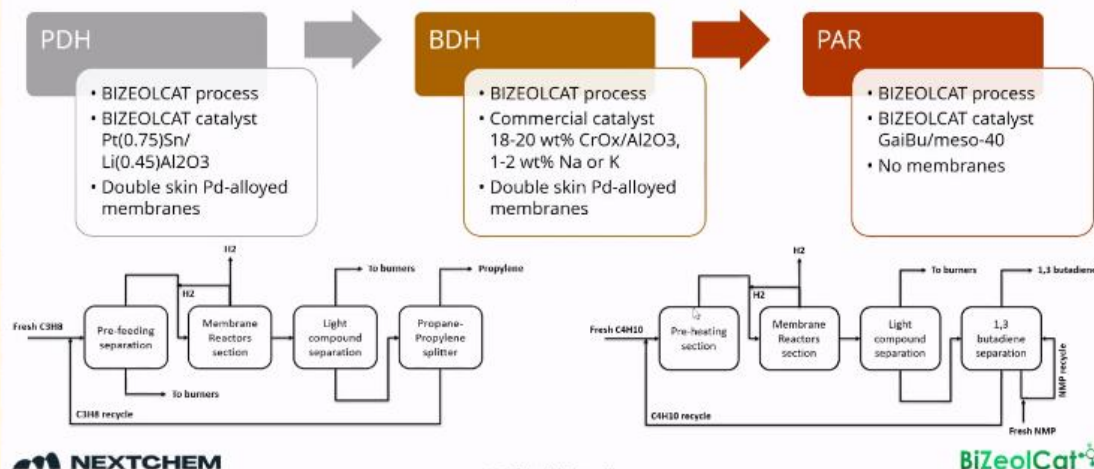 PDH
BDH
PAR
• BIZEOLCAT process
• BIZEOLCAT catalyst
Pt(0.75)Sn/
Li(0.45)Al2O3
• Double skin Pd-alloyed
membranes
• BIZEOLCAT process
• Commercial catalyst
18-20 wt% CrOx/Al2O3,
1-2 wt% Na or K
• Double skin Pd-alloyed
membranes
• BIZEOLCAT process
• BIZEOLCAT catalyst
GaiBu/meso-40
• No membranes
H2
To burners
Propylene
H2
Fresh C3H8
Pre-feeding
separation
Membrane
Reactors
section
Light
compound
separation
Propane-
Propylene
splitter
To burners
C3H8 recycle
H2
To burners
1,3 butadiene
H2
Fresh C4H10
Pre-heating
section
Membrane
Reactors
section
Light
compound
separation
1,3
butadiene
separation
NMP recycle
C4H10 recycle
Fresh NMP
NEXTCHEM
BiZeolCat